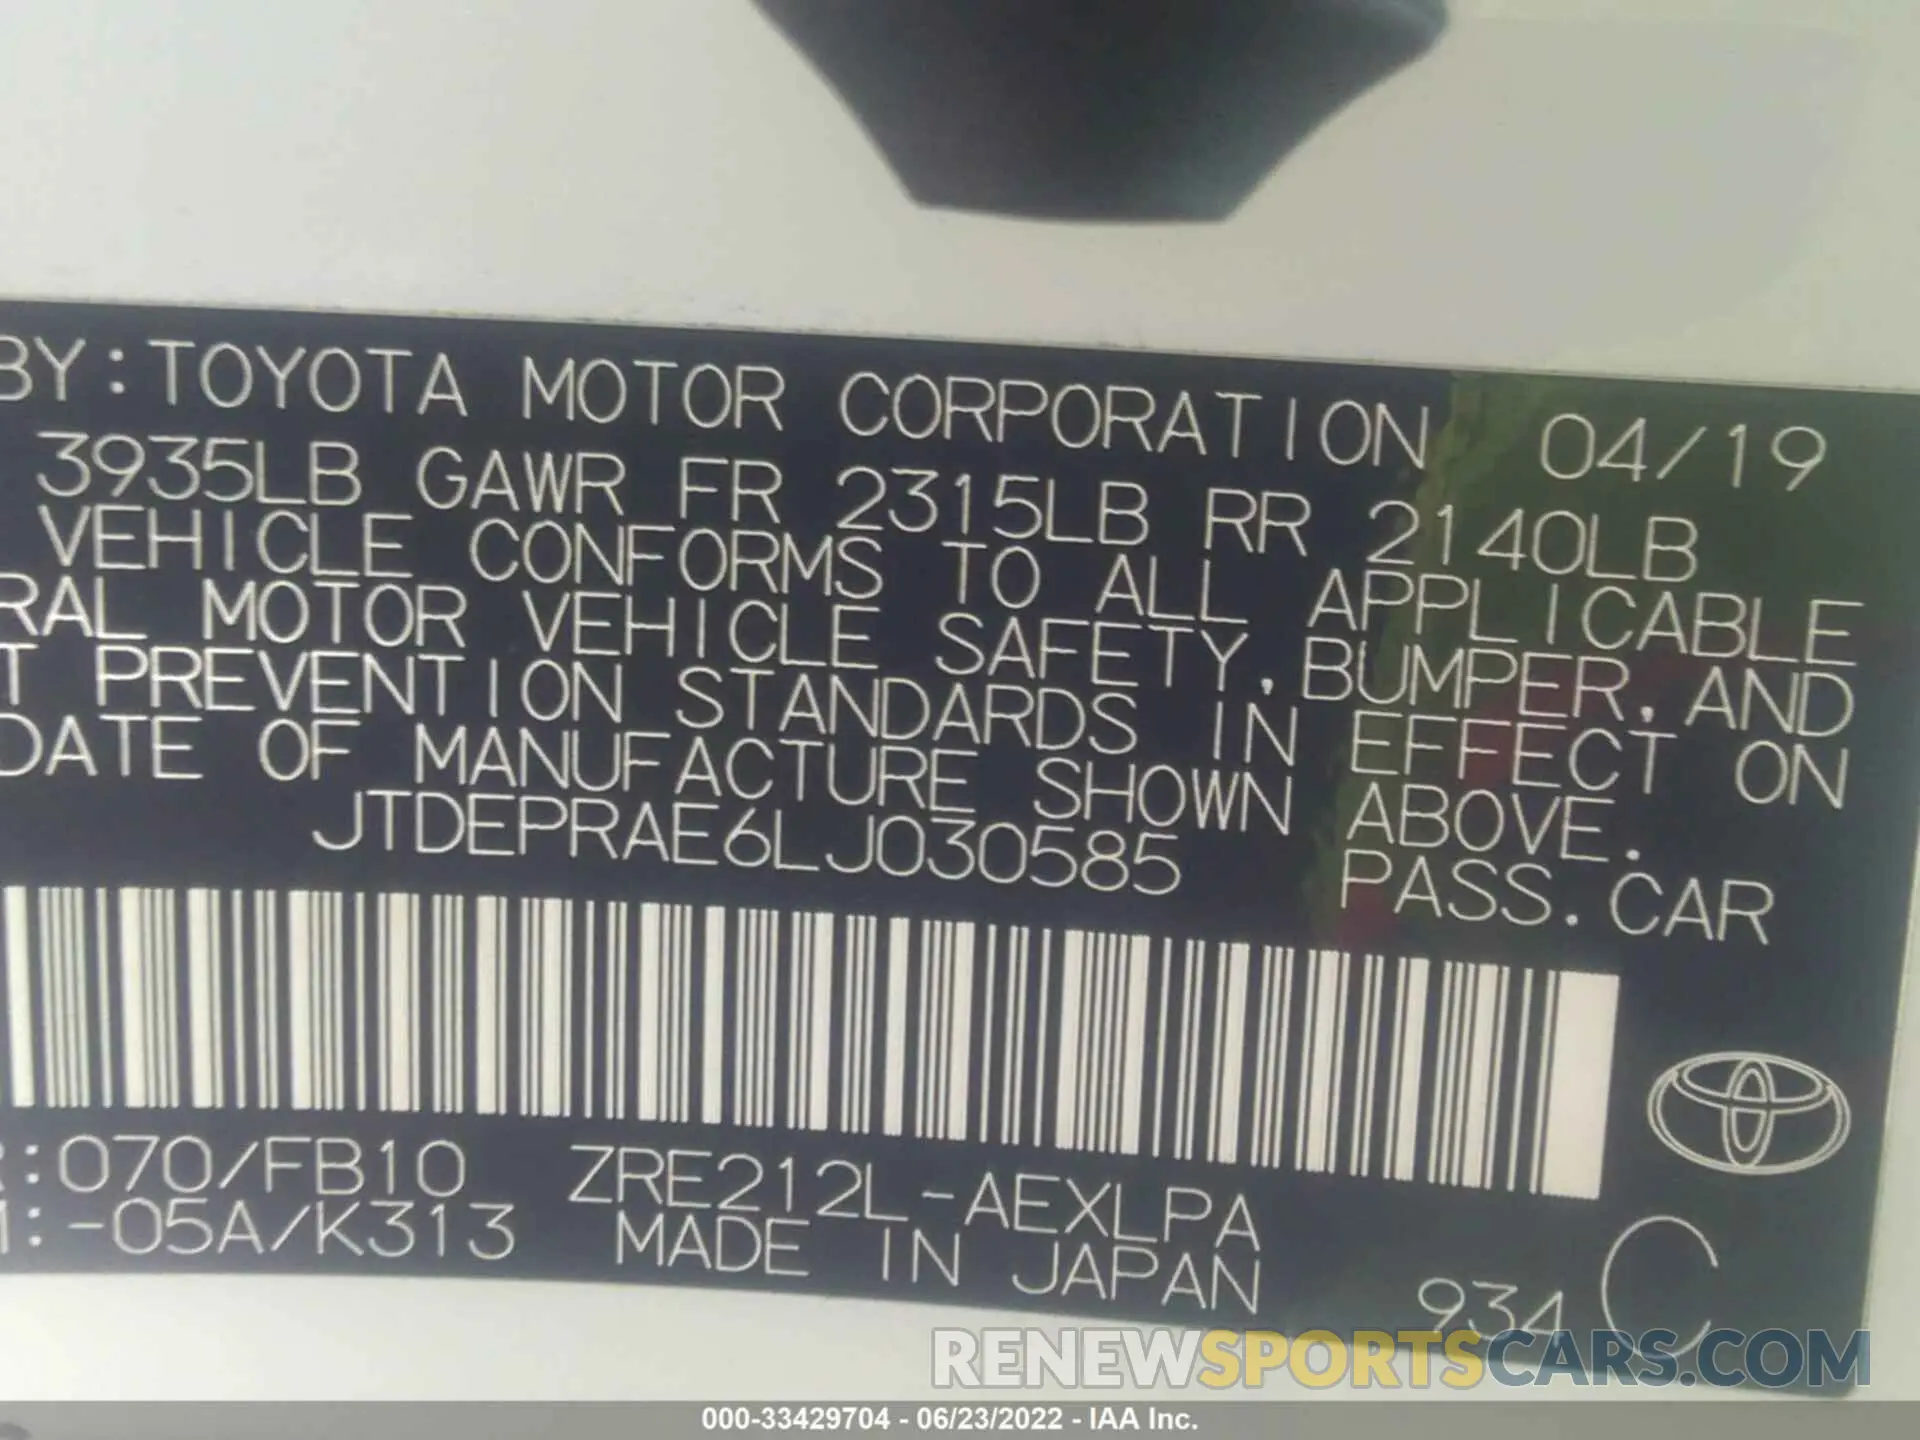 BY:TOYOTA MOTOR CORPORATION 04/19
3935LB GAWR FR 2315LB RR 2140LB
VEHICLE CONFORMS TO ALL APPLICABLE
RAL MOTOR VEHICLE SAFETY, BUMPER, AND
T PREVENTION STANDARDS IN EFFECT ON
DATE OF MANUFACTURE SHOWN ABOVE.
JTDEPRAE6LJ030585 PASS.CAR
R:070/FB10 ZRE212L-AEXLPA
M:-05A/K313 MADE IN JAPAN
934 C
RENEWSPORTSCARS.COM
000-33429704 - 06/23/2022 - IAA Inc.